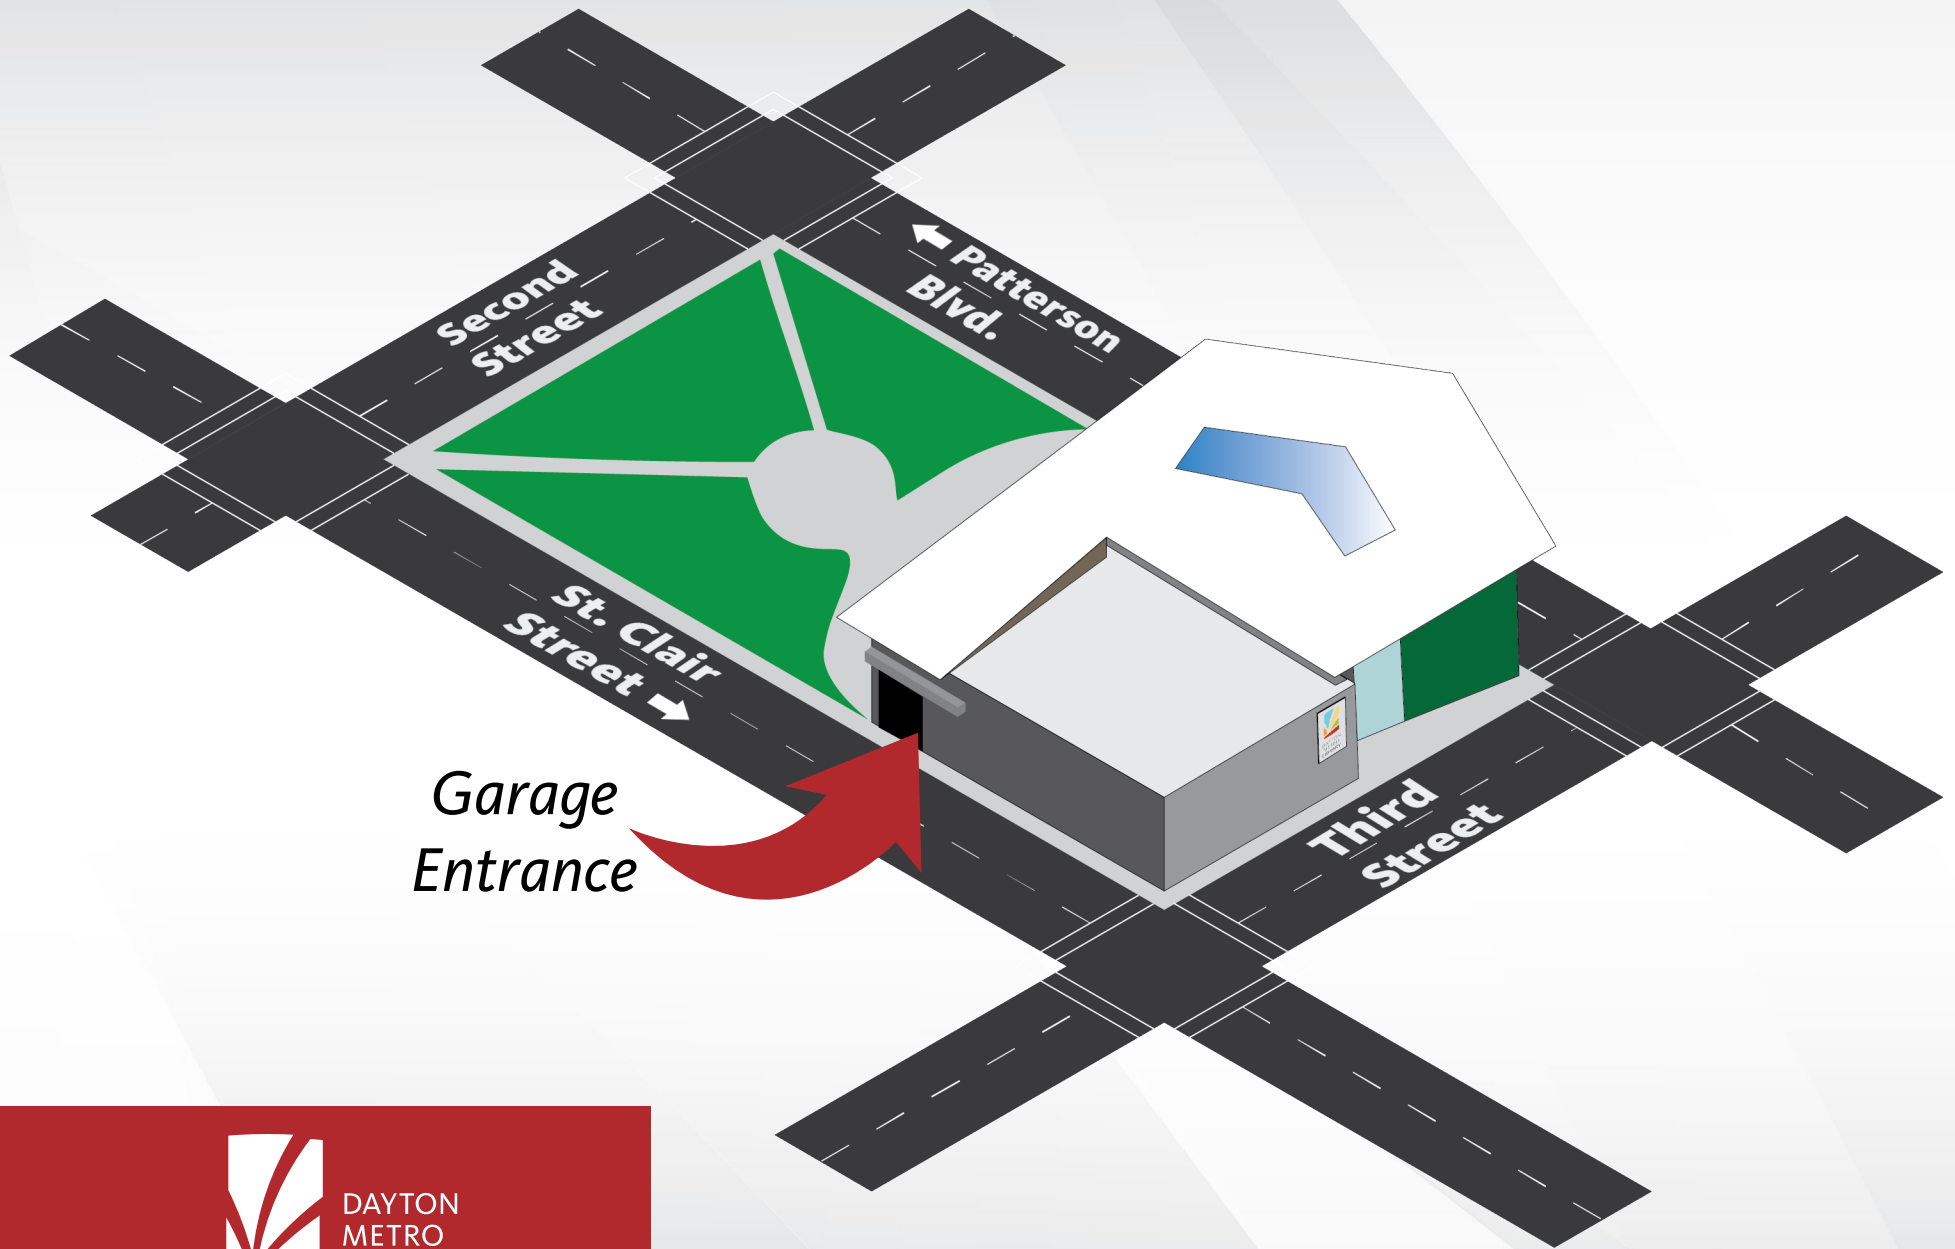 Second
Street
Patterson
Blvd.
St. Clair
Street
Garage
Entrance
Third
Street
DAYTON
METRO